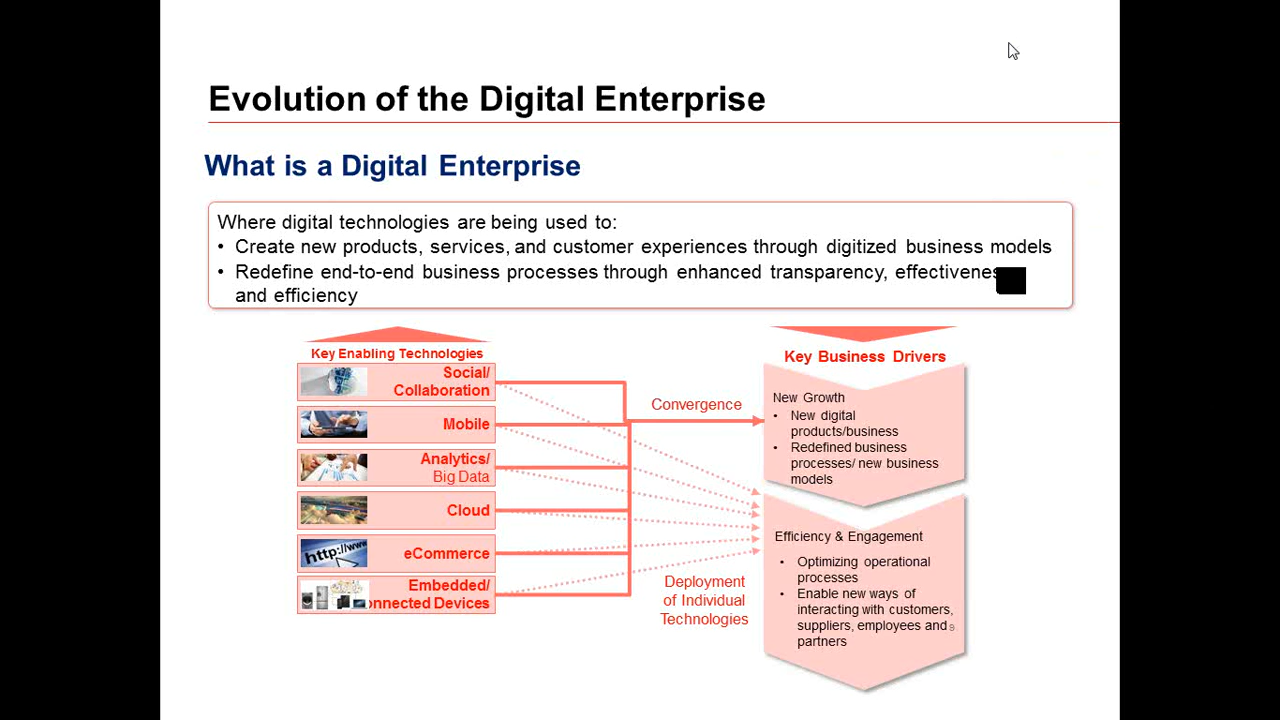 Evolution of the Digital Enterprise
What is a Digital Enterprise
Where digital technologies are being used to:
• Create new products, services, and customer experiences through digitized business models
• Redefine end-to-end business processes through enhanced transparency,
and efficiency
Key Enabling Technologies
Social/
Collaboration
Mobile
Analytics/
Big Data
Cloud
http://www
eCommerce
Embedded/
Devices
Convergence
Deployment
of Individual
Technologies
Key Business Drivers
New Growth
• New digital
products/business
• Redefined business
processes/ new business
models
Efficiency & Engagement
• Optimizing operational
processes
• Enable new ways of
interacting with customers,
suppliers, employees and
partners
9